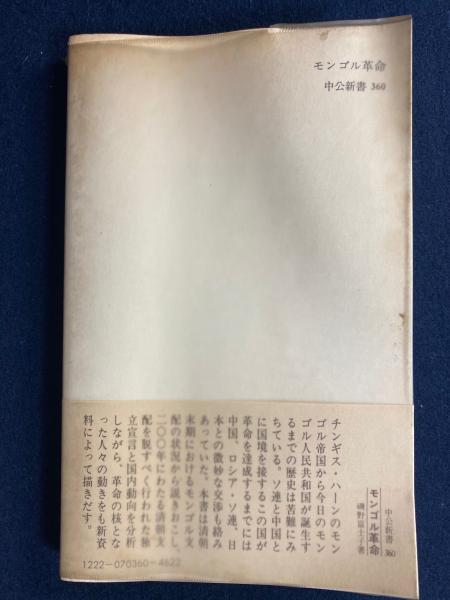 モンゴル革命
中公新書 360
中公新書 360
モンゴル革命
磯野富士子著
チンギス・ハーンのモン
ゴル帝国から今日のモン
ゴル人民共和国が誕生す
るまでの歴史は苦難にみ
ちている。ソ連と中国と
に国境を接するこの国が
革命を達成するまでには
中国、ロシア・ソ連、日
本との微妙な交渉も絡み
あっていた。本書は清朝
末期におけるモンゴル支
配の状況から説きおこし、
二〇〇年にわたる清朝支
配を脱すべく行われた独
立宣言と国内動向を分析
しながら、革命の核とな
った人々の動きをも新資
料によって描きだす。
1222-070360-4622